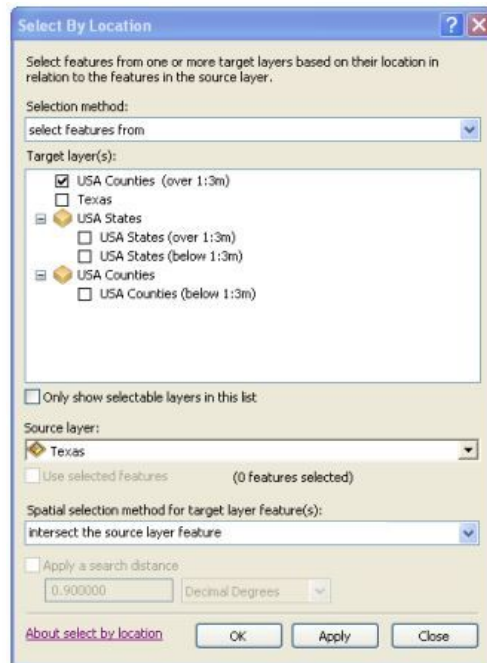 Select By Location
Select features from one or more target layers based on their location in
relation to the features in the source layer.
Selection method:
select features from
Target layer(s):
USA Counties (over 1:3m)
Texas
USA States
USA States (over 1:3m)
USA States (below 1:3m)
USA Counties
USA Counties (below 1:3m)
Only show selectable layers in this list
Source layer:
Texas
Use selected features (0 features selected)
Spatial selection method for target layer feature(s):
intersect the source layer feature
Apply a search distance
0.900000 Decimal Degrees
About select by location OK Apply Close